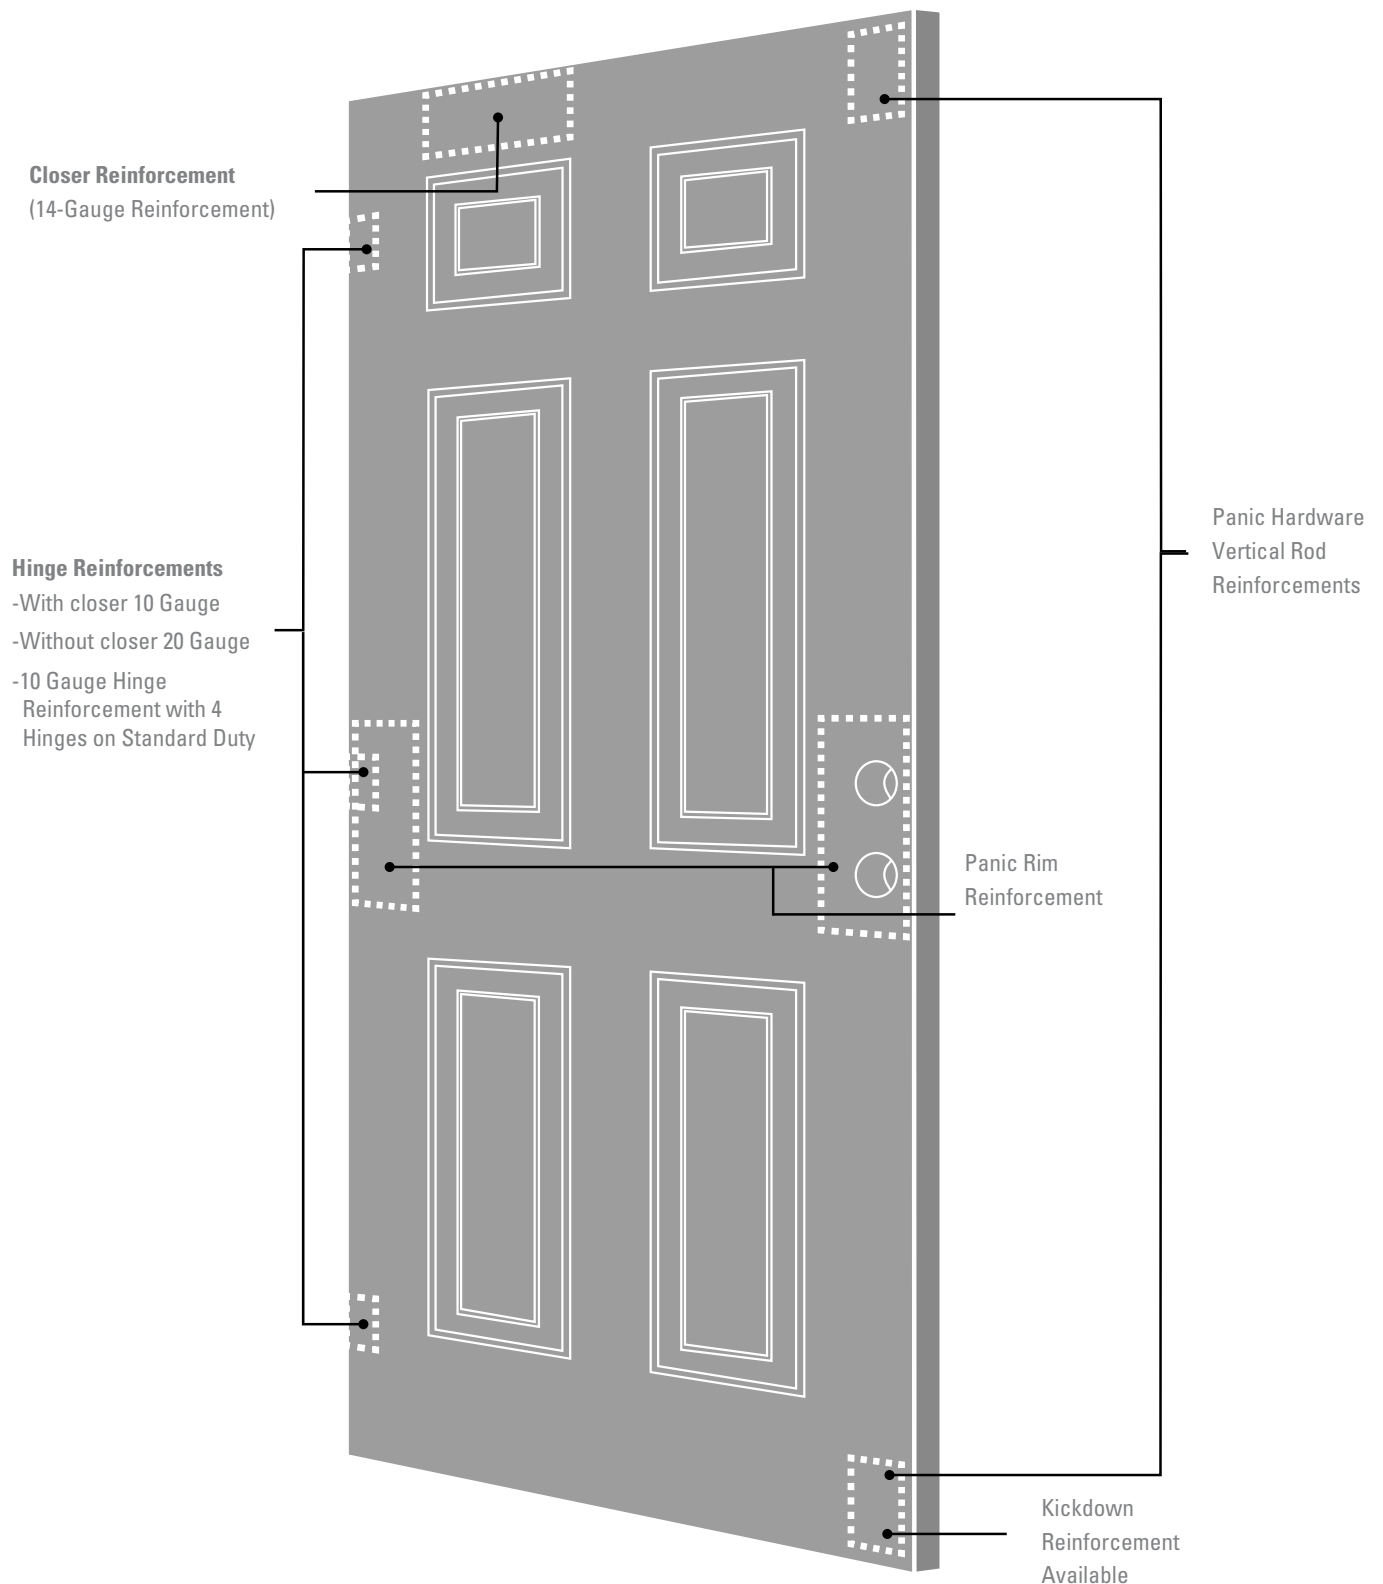 Closer Reinforcement
(14-Gauge Reinforcement)
Hinge Reinforcements
-With closer 10 Gauge
-Without closer 20 Gauge
-10 Gauge Hinge
Reinforcement with 4
Hinges on Standard Duty
Panic Hardware
Vertical Rod
Reinforcements
Panic Rim
Reinforcement
Kickdown
Reinforcement
Available